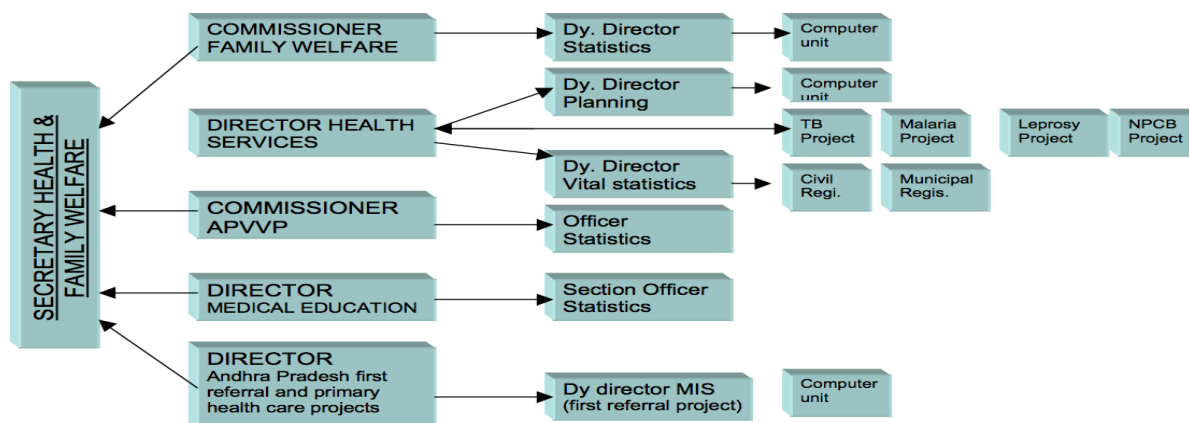 SECRETARY HEALTH &
FAMILY WELFARE
COMMISSIONER
FAMILY WELFARE
Dy. Director
Statistics
Computer
unit
Dy. Director
Planning
Computer
unit
DIRECTOR HEALTH
SERVICES
TB
Project
Malaria
Project
Leprosy
Project
NPCB
Project
Dy. Director
Vital statistics
Civil
Regi.
Municipal
Regis.
COMMISSIONER
APVVP
Officer
Statistics
DIRECTOR
MEDICAL EDUCATION
Section Officer
Statistics
DIRECTOR
Andhra Pradesh first
referral and primary
health care projects
Dy director MIS
(first referral project)
Computer
unit